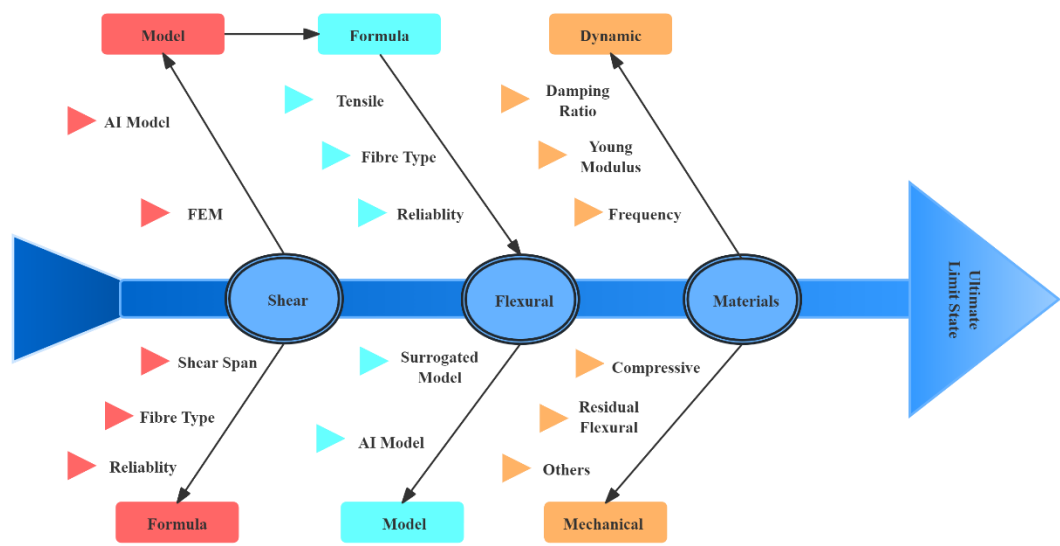 Model
Formula
Dynamic
AI Model
FEM
Tensile
Fibre Type
Reliablity
Damping
Ratio
Young
Modulus
Frequency
Shear
Flexural
Materials
Ultimate
Limit State
Shear Span
Fibre Type
Reliablity
Surrogated
Model
AI Model
Compressive
Residual
Flexural
Others
Formula
Model
Mechanical